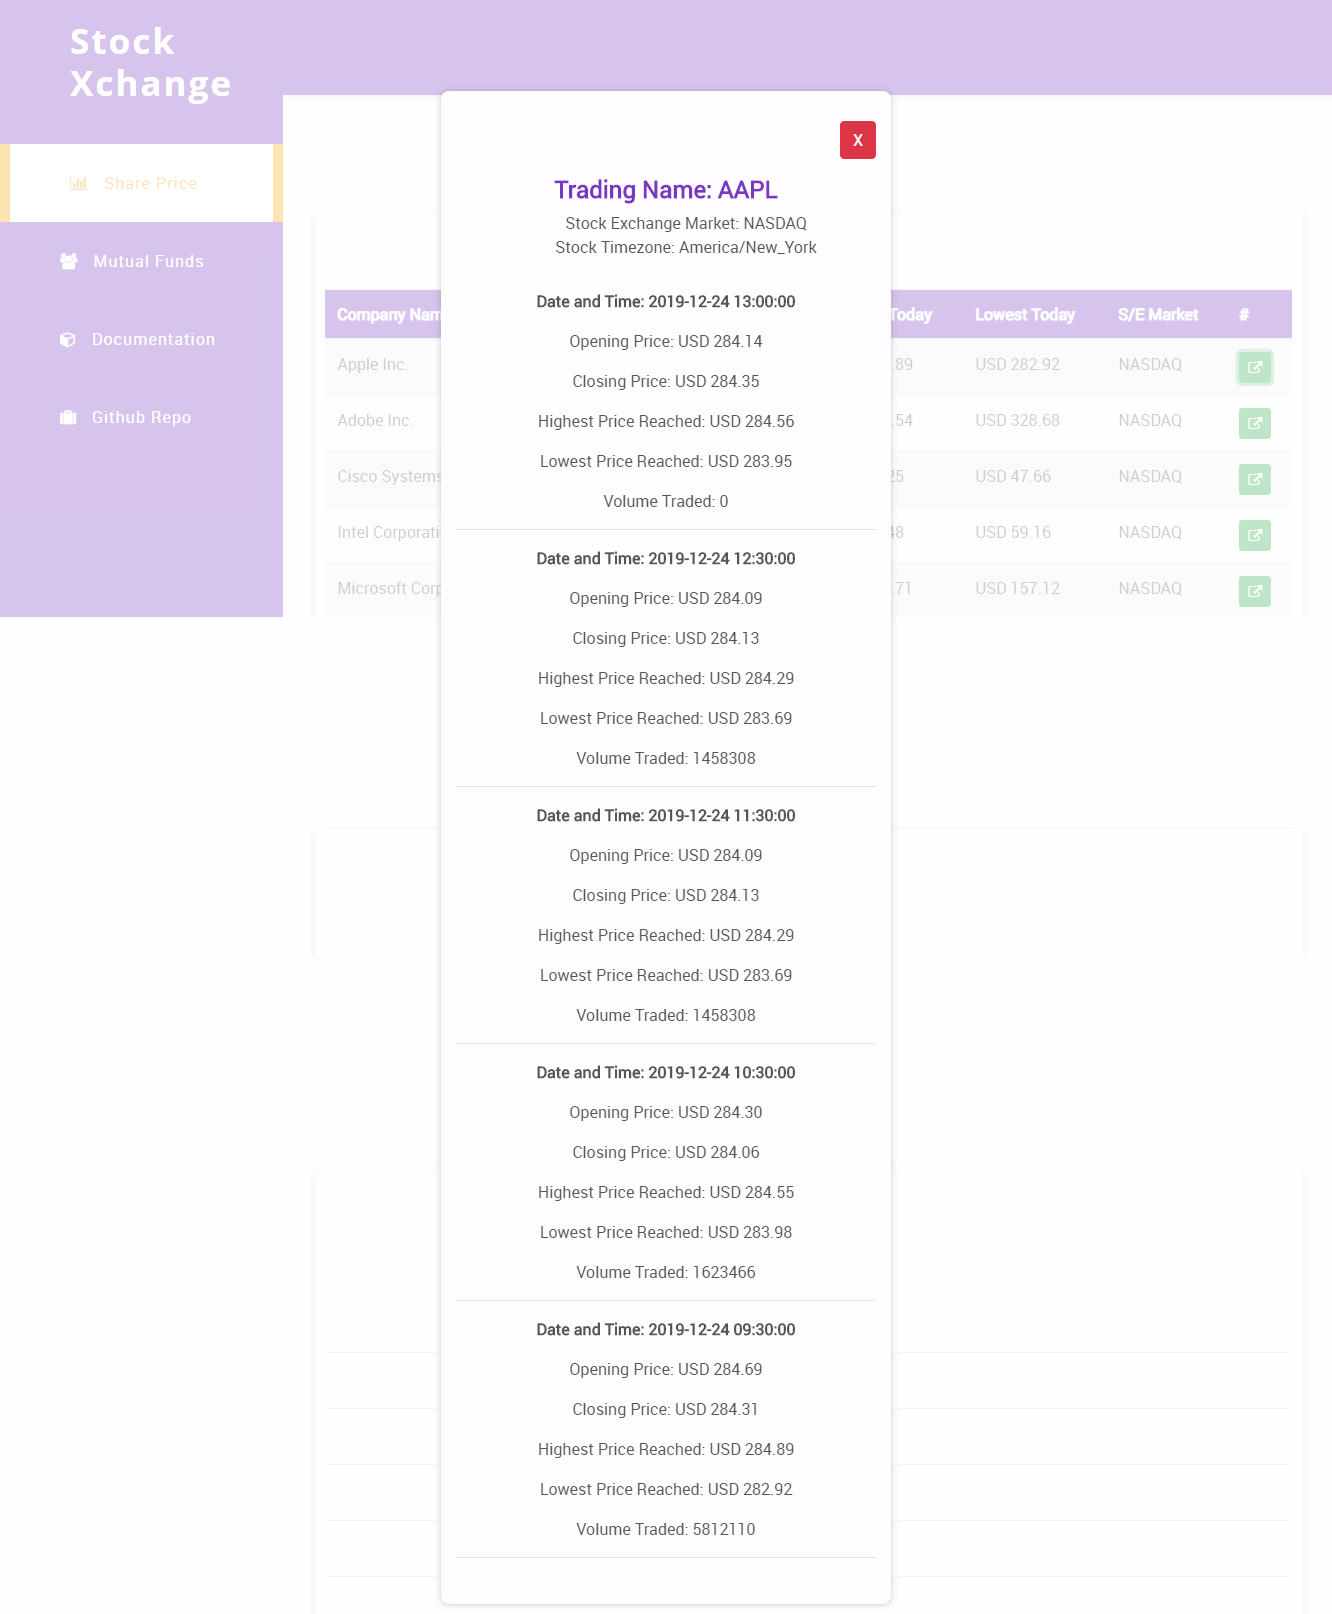 Stock
Xchange
Share Price
Mutual Funds
Documentation
Github Repo
X
Trading Name: AAPL
Stock Exchange Market: NASDAQ
Stock Timezone: America/New_York
Date and Time: 2019-12-24 13:00:00
Opening Price: USD 284.14
Closing Price: USD 284.35
Highest Price Reached: USD 284.56
Lowest Price Reached: USD 283.95
Volume Traded: 0
Date and Time: 2019-12-24 12:30:00
Opening Price: USD 284.09
Closing Price: USD 284.13
Highest Price Reached: USD 284.29
Lowest Price Reached: USD 283.69
Volume Traded: 1458308
Date and Time: 2019-12-24 11:30:00
Opening Price: USD 284.09
Closing Price: USD 284.13
Highest Price Reached: USD 284.29
Lowest Price Reached: USD 283.69
Volume Traded: 1458308
Date and Time: 2019-12-24 10:30:00
Opening Price: USD 284.30
Closing Price: USD 284.06
Highest Price Reached: USD 284.55
Lowest Price Reached: USD 283.98
Volume Traded: 1623466
Date and Time: 2019-12-24 09:30:00
Opening Price: USD 284.69
Closing Price: USD 284.31
Highest Price Reached: USD 284.89
Lowest Price Reached: USD 282.92
Volume Traded: 5812110
Company Today Lowest Today S/E Market #
Apple Inc. .89 USD 282.92 NASDAQ
Adobe Inc. .54 USD 328.68 NASDAQ
Cisco Systems USD 47.66 NASDAQ
Intel USD 59.16 NASDAQ
Microsoft .71 USD 157.12 NASDAQ